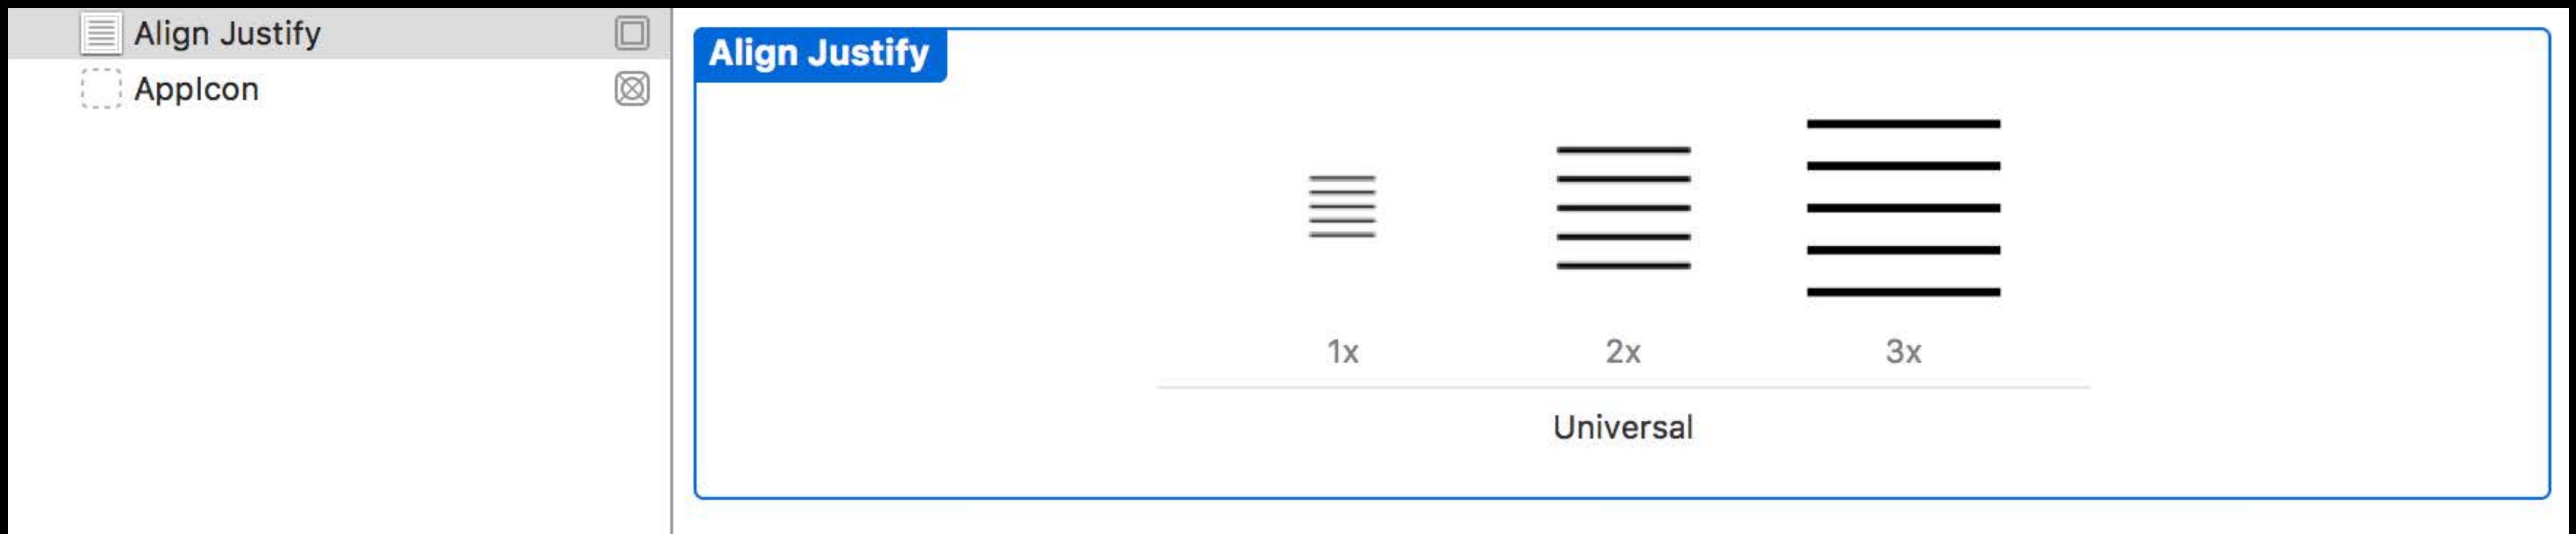 Align Justify
AppIcon
Align Justify
1x 2x 3x
Universal